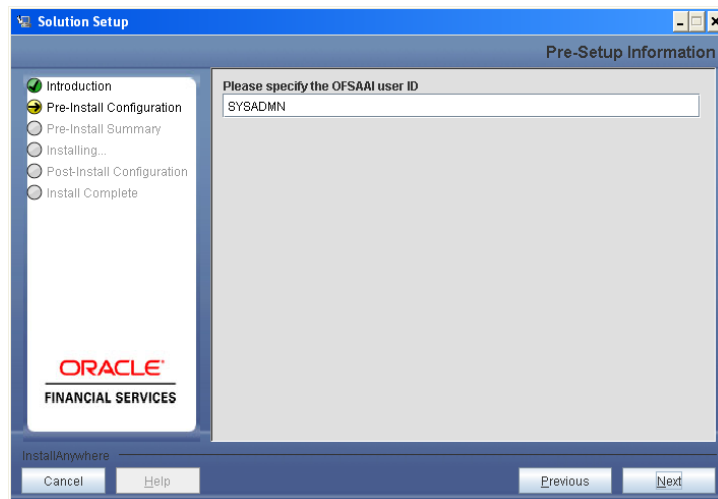 Solution Setup
Pre-Setup Information
Introduction
Pre-Install Configuration
Pre-Install Summary
Installing...
Post-Install Configuration
Install Complete
ORACLE
FINANCIAL SERVICES
Please specify the OFSAAI user ID
SYSADMN
InstallAnywhere
Cancel
Help
Previous
Next